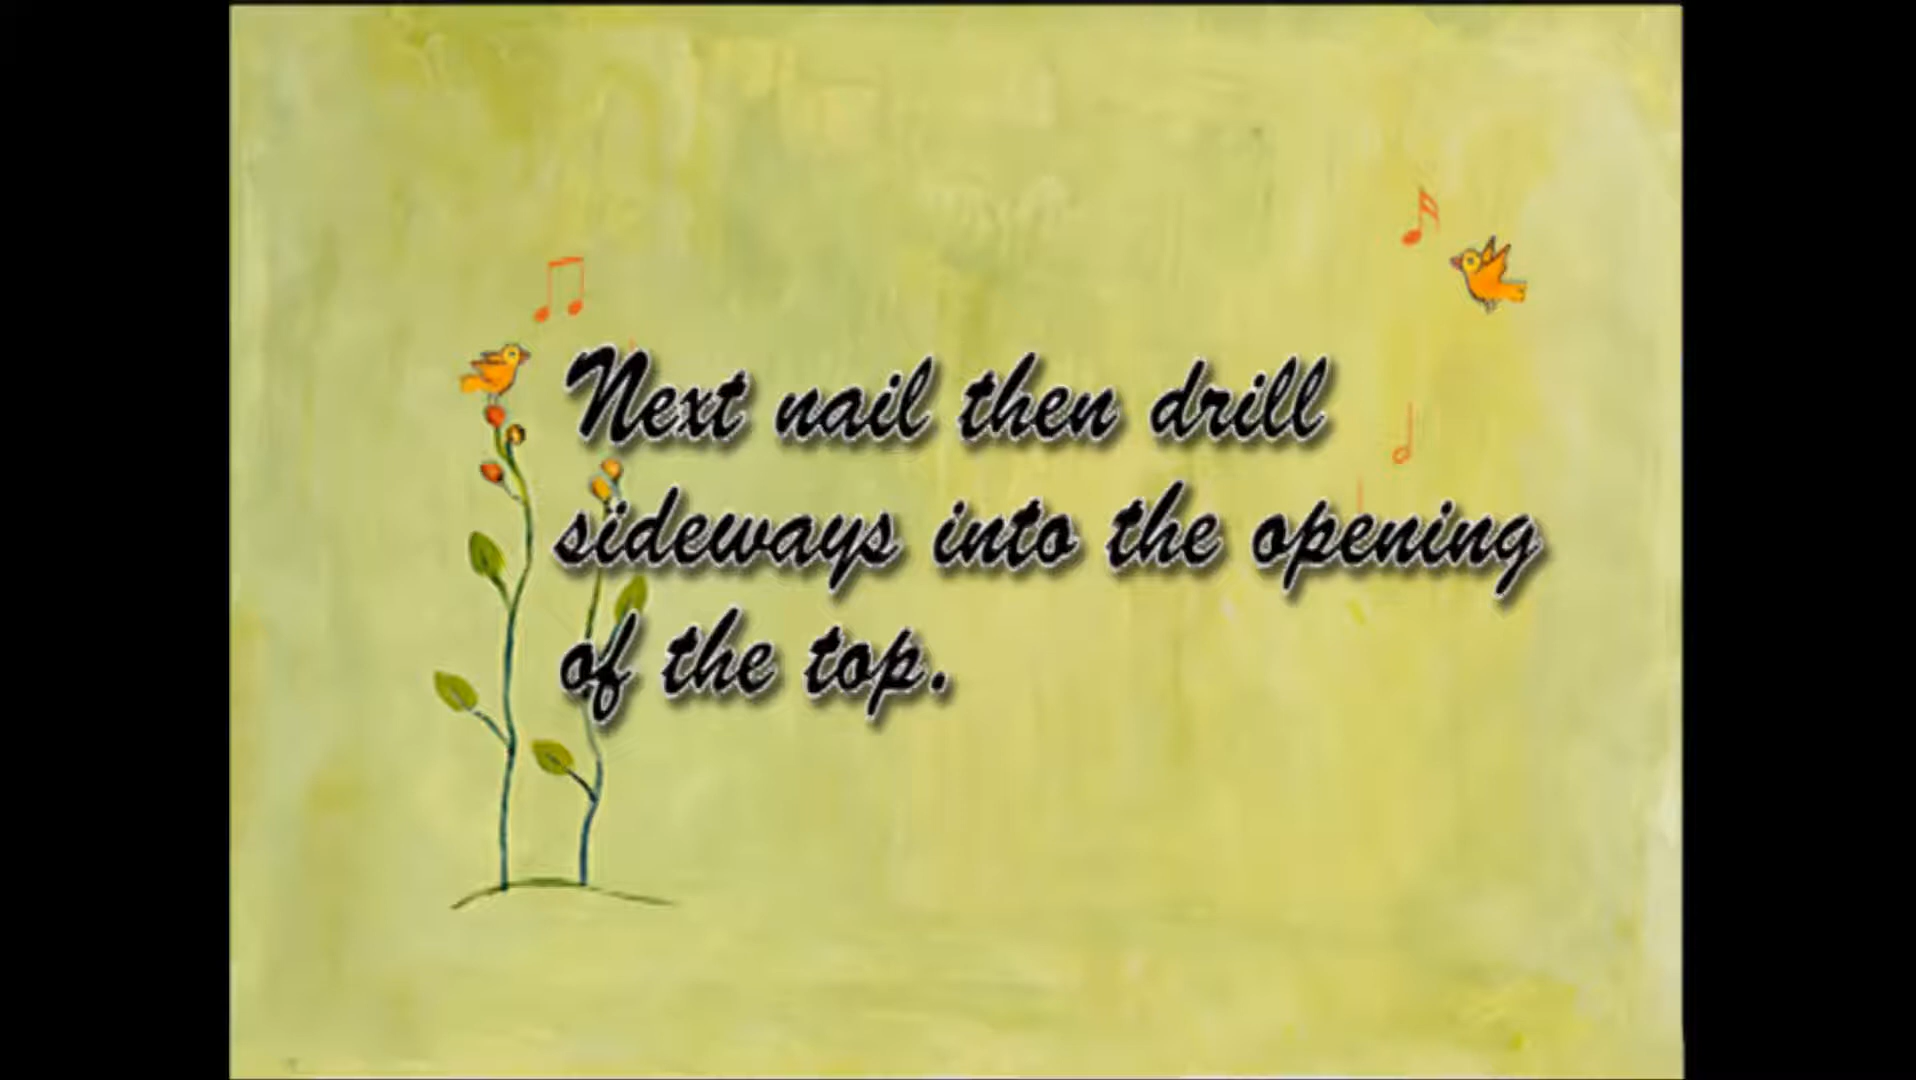 Next nail then drill
sideways into the opening
of the top.